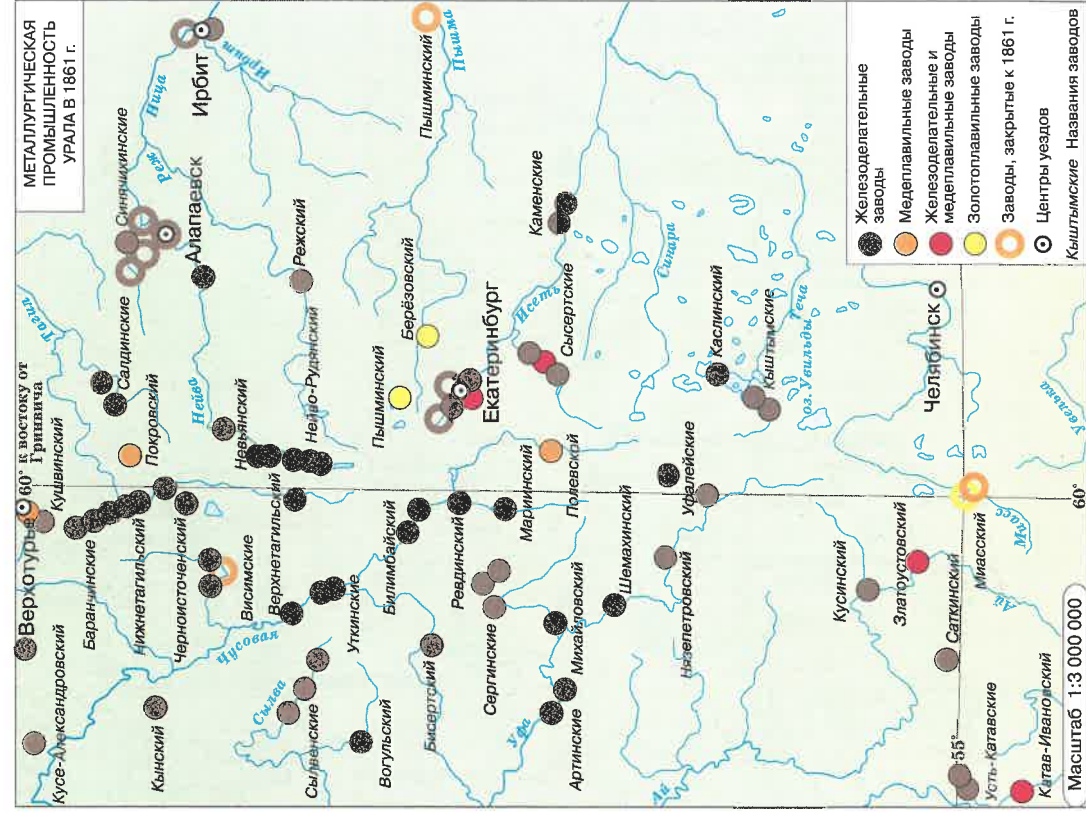 МЕТАЛЛУРГИЧЕСКАЯ
ПРОМЫШЛЕННОСТЬ
УРАЛА В 1861 г.
60° к востоку от
Гринвича
Верхотурье
Кушвинский
Кусе-Александровский
Баранчинские
Нижнетагильский
Черноисточенский
Кынский
Висимские
Верхнетагильский
Уткинские
Чусовая
Сылва
Сылвенские
Вогульский
Тагил
Салдинские
Покровский
Синячихинские
Алапаевск
Реж
Ница
Ирбит
Ирбит
Нейва
Невьянский
Нейво-Рудянский
Режский
Пышминский
Пышма
Пышминский
Берёзовский
Екатеринбург
Исеть
Каменские
Сысертские
Синара
Билимбайский
Ревдинский
Мариинский
Полевской
Бисертский
Сергинские
Михайловский
Уфа
Артинские
Шемахинский
Нязепетровский
Уфалейские
Каслинский
Кыштымские
оз. Увильды
Теча
Ай
Кусинский
Златоустовский
Саткинский
Ай
Миасский
Миасс
Челябинск
Увелька
55°
60°
Усть-Катавские
Катав-Ивановский
Масштаб 1:3 000 000
Железоделательные
заводы
Медеплавильные заводы
Железоделательные и
медеплавильные заводы
Золотоплавильные заводы
Заводы, закрытые к 1861 г.
Центры уездов
Кыштымские Названия заводов